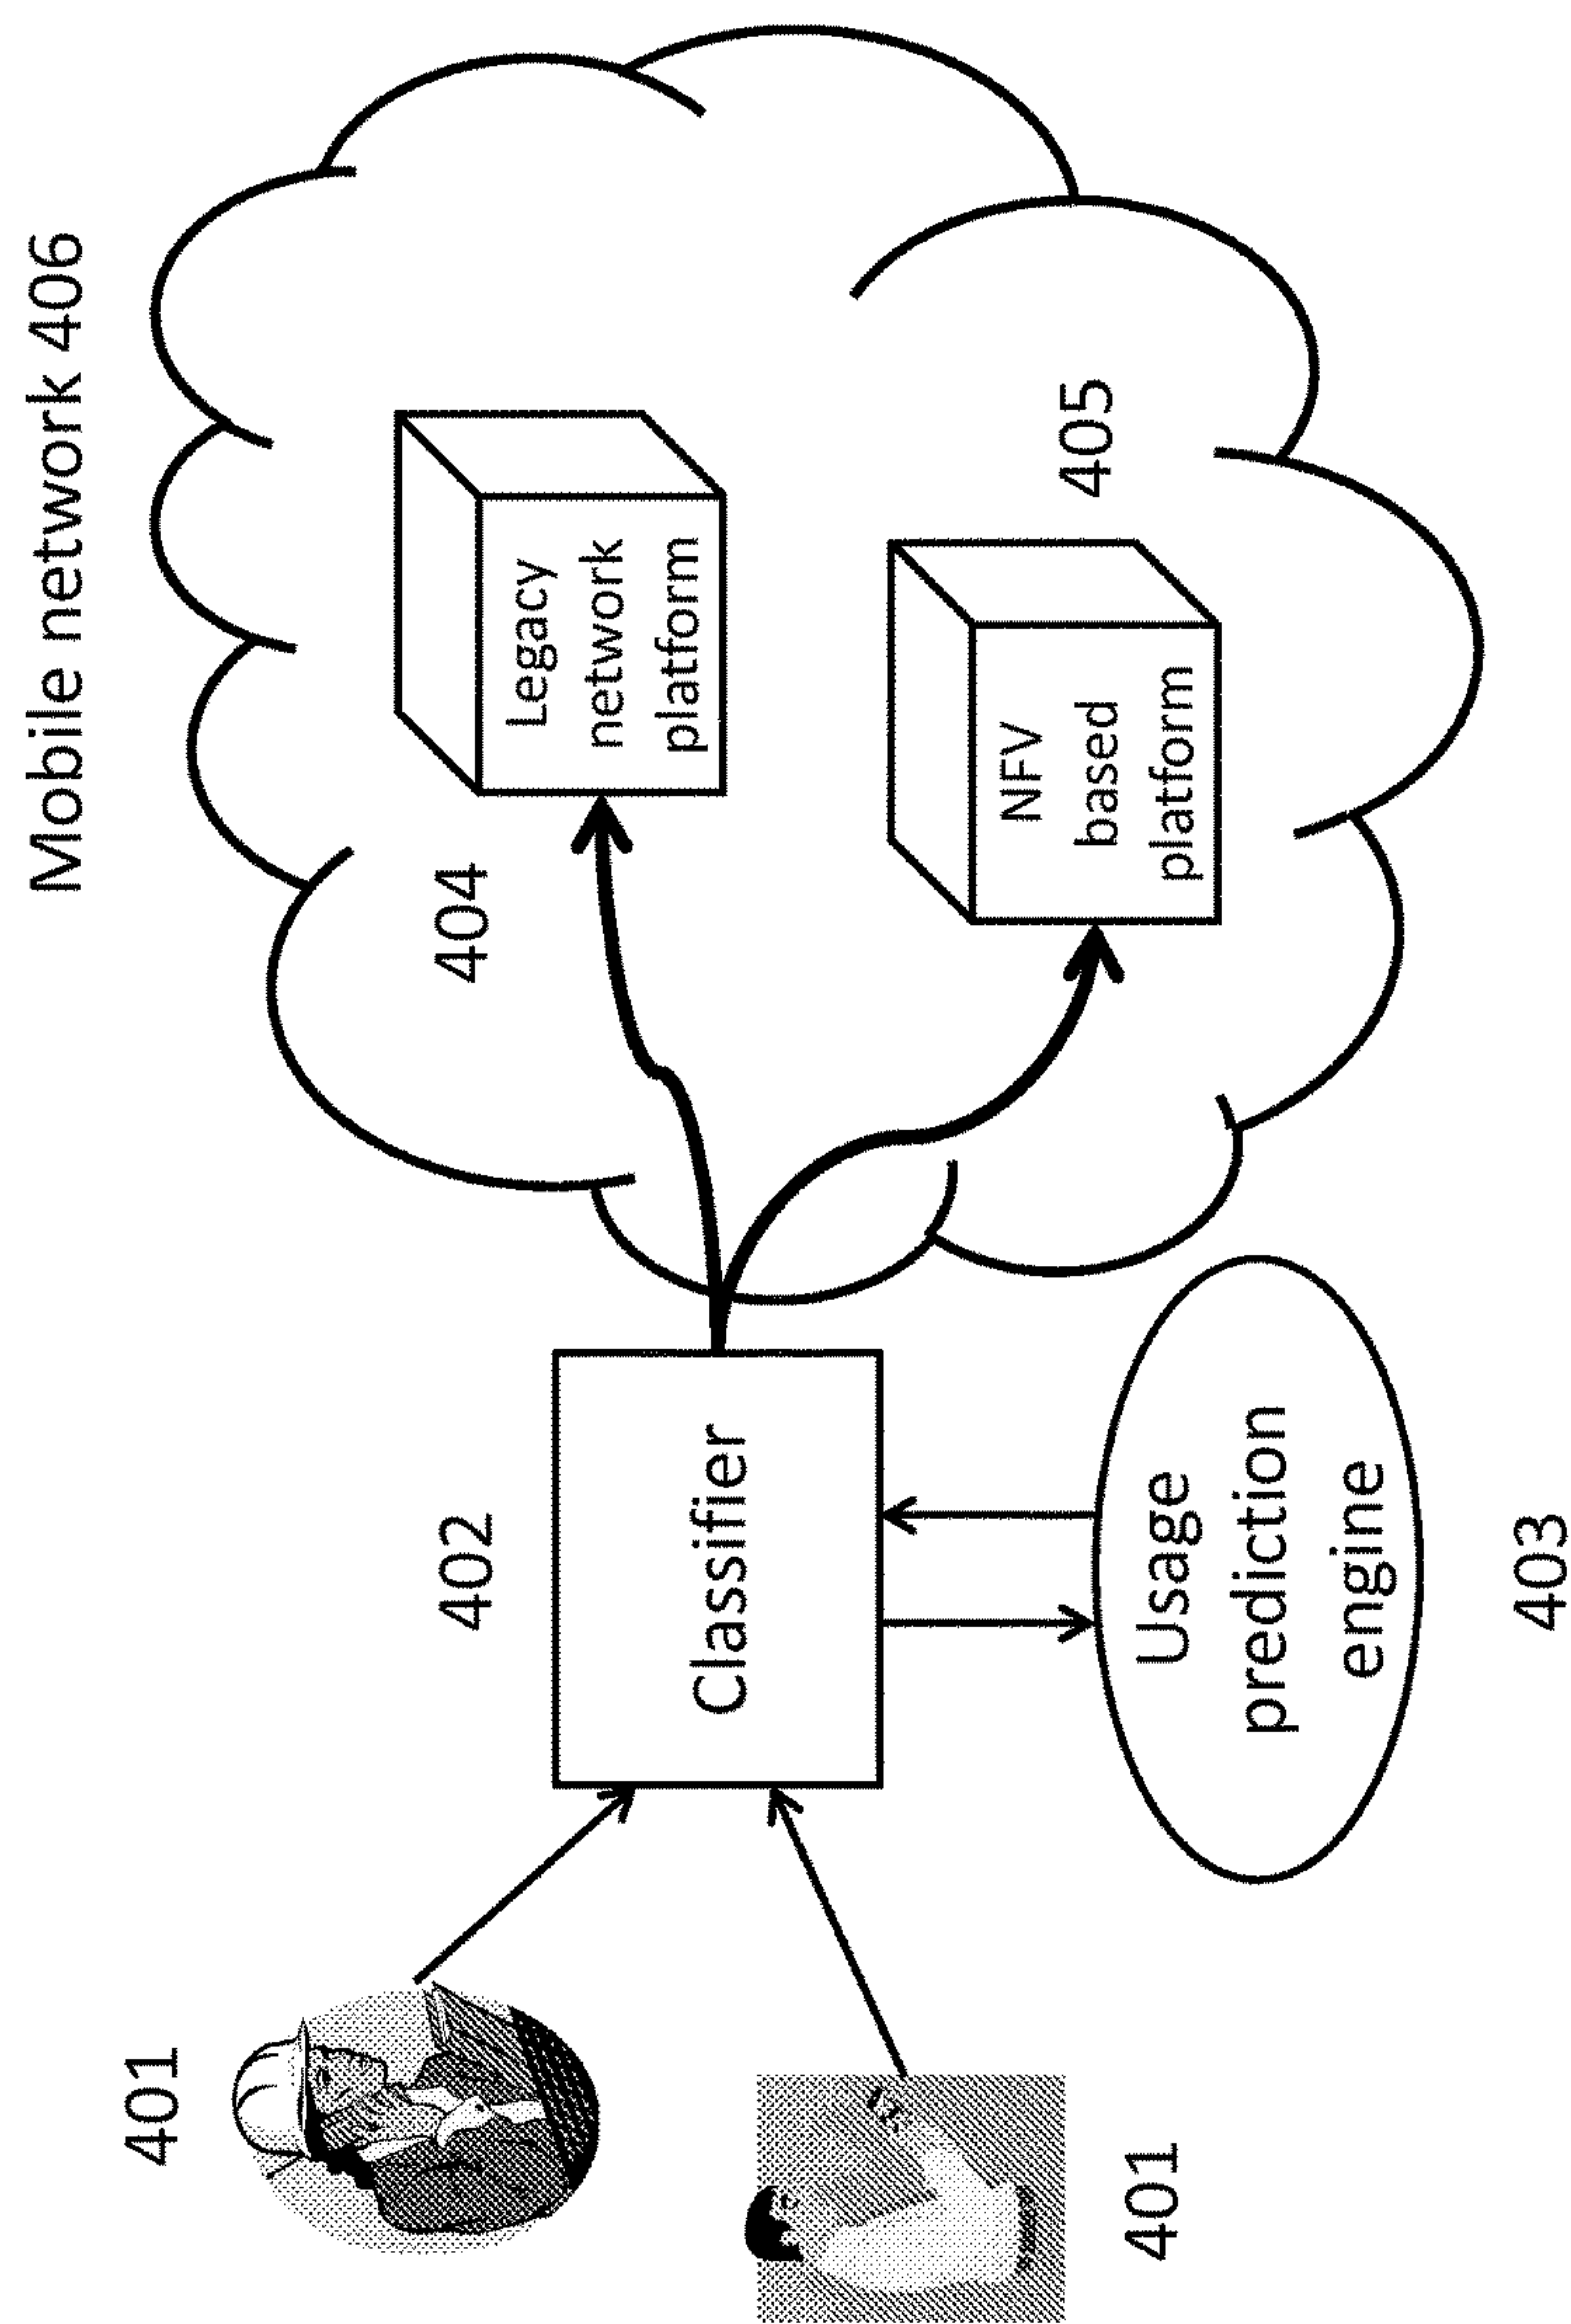 Mobile network 406
404
Legacy
network
platform
405
NFV
based
platform
402
Classifier
Usage
prediction
engine
403
401
401